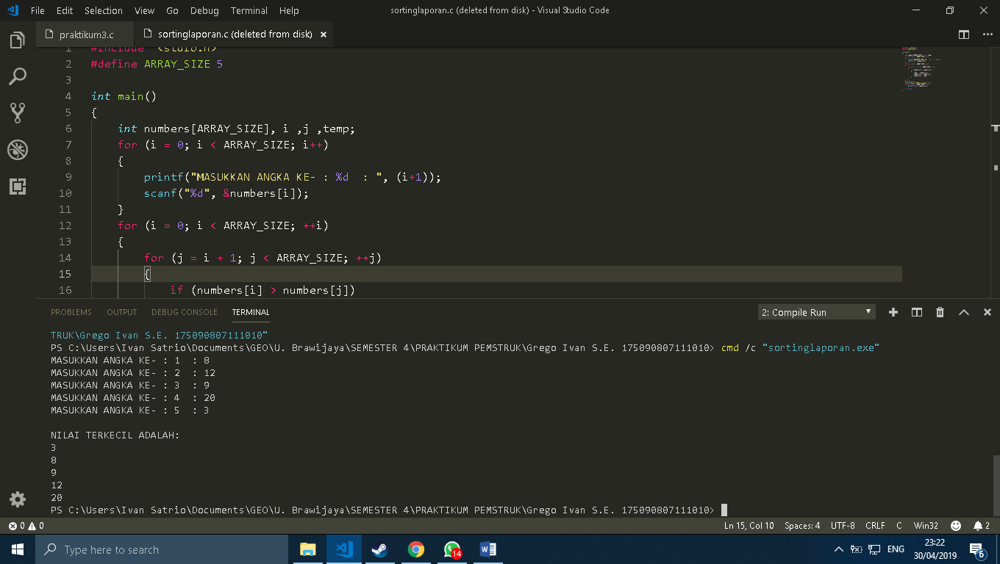 File Edit Selection View Go Debug Terminal Help sortinglaporan.c (deleted from disk) - Visual Studio Code
praktikum3.c sortinglaporan.c (deleted from disk)
1 #include <stdio.h>
2 #define ARRAY_SIZE 5
3
4 int main()
5 {
6 int numbers[ARRAY_SIZE], i ,j ,temp;
7 for (i = 0; i < ARRAY_SIZE; i++)
8 {
9 printf("MASUKKAN ANGKA KE- : %d  : ", (i+1));
10 scanf("%d", &numbers[i]);
11 }
12 for (i = 0; i < ARRAY_SIZE; ++i)
13 {
14 for (j = i + 1; j < ARRAY_SIZE; ++j)
15 {
16 if (numbers[i] > numbers[j])
PROBLEMS OUTPUT DEBUG CONSOLE TERMINAL 2: Compile Run
TRUK\Grego Ivan S.E. 175090807111010"
PS C:\Users\Ivan Satrio\Documents\GEO\U. Brawijaya\SEMESTER 4\PRAKTIKUM PEMSTRUK\Grego Ivan S.E. 175090807111010> cmd /c "sortinglaporan.exe"
MASUKKAN ANGKA KE- : 1  : 8
MASUKKAN ANGKA KE- : 2  : 12
MASUKKAN ANGKA KE- : 3  : 9
MASUKKAN ANGKA KE- : 4  : 20
MASUKKAN ANGKA KE- : 5  : 3
NILAI TERKECIL ADALAH:
3
8
9
12
20
PS C:\Users\Ivan Satrio\Documents\GEO\U. Brawijaya\SEMESTER 4\PRAKTIKUM PEMSTRUK\Grego Ivan S.E. 175090807111010>
0 0 Ln 15, Col 10 Spaces: 4 UTF-8 CRLF C Win32 2
Type here to search 14 ENG 23:22
30/04/2019 6